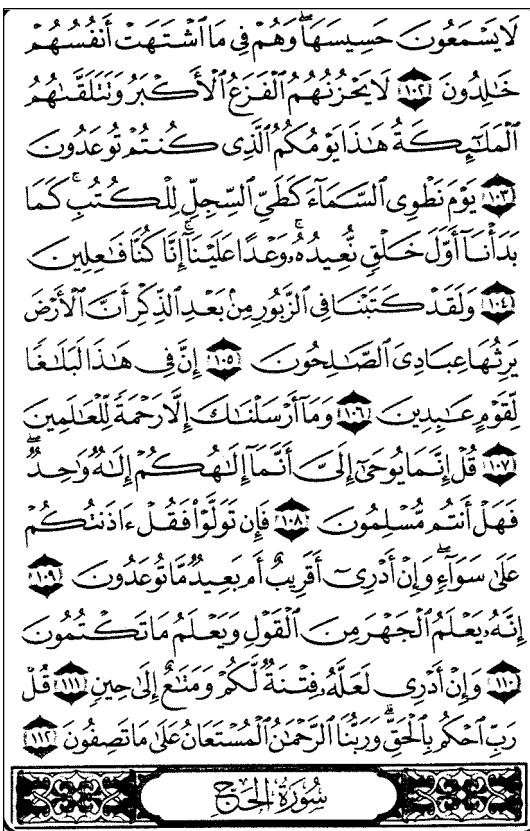 لَا يَسْمَعُونَ حَسِيسَهَا ۖ وَهُمْ فِي مَا ٱشْتَهَتْ أَنفُسُهُمْ
خَٰلِدُونَ ١٠٢ لَا يَحْزُنُهُمُ ٱلْفَزَعُ ٱلْأَكْبَرُ وَتَتَلَقَّىٰهُمُ
ٱلْمَلَٰٓئِكَةُ هَٰذَا يَوْمُكُمُ ٱلَّذِى كُنتُمْ تُوعَدُونَ
١٠٣ يَوْمَ نَطْوِى ٱلسَّمَآءَ كَطَىِّ ٱلسِّجِلِّ لِلْكُتُبِ ۚ كَمَا
بَدَأْنَآ أَوَّلَ خَلْقٍ نُّعِيدُهُۥ ۚ وَعْدًا عَلَيْنَآ ۚ إِنَّا كُنَّا فَٰعِلِينَ
١٠٤ وَلَقَدْ كَتَبْنَا فِى ٱلزَّبُورِ مِنۢ بَعْدِ ٱلذِّكْرِ أَنَّ ٱلْأَرْضَ
يَرِثُهَا عِبَادِىَ ٱلصَّٰلِحُونَ ١٠٥ إِنَّ فِى هَٰذَا لَبَلَٰغًا
لِّقَوْمٍ عَٰبِدِينَ ١٠٦ وَمَآ أَرْسَلْنَٰكَ إِلَّا رَحْمَةً لِّلْعَٰلَمِينَ
١٠٧ قُلْ إِنَّمَا يُوحَىٰٓ إِلَىَّ أَنَّمَآ إِلَٰهُكُمْ إِلَٰهٌ وَٰحِدٌ ۖ
فَهَلْ أَنتُم مُّسْلِمُونَ ١٠٨ فَإِن تَوَلَّوْا۟ فَقُلْ ءَاذَنتُكُمْ
عَلَىٰ سَوَآءٍ ۖ وَإِنْ أَدْرِىٓ أَقَرِيبٌ أَم بَعِيدٌ مَّا تُوعَدُونَ ١٠٩
إِنَّهُۥ يَعْلَمُ ٱلْجَهْرَ مِنَ ٱلْقَوْلِ وَيَعْلَمُ مَا تَكْتُمُونَ
١١٠ وَإِنْ أَدْرِى لَعَلَّهُۥ فِتْنَةٌ لَّكُمْ وَمَتَٰعٌ إِلَىٰ حِينٍ ١١١ قُلْ
رَبِّ ٱحْكُم بِٱلْحَقِّ ۗ وَرَبُّنَا ٱلرَّحْمَٰنُ ٱلْمُسْتَعَانُ عَلَىٰ مَا تَصِفُونَ ١١٢
سُورَةُ الحَجِّ